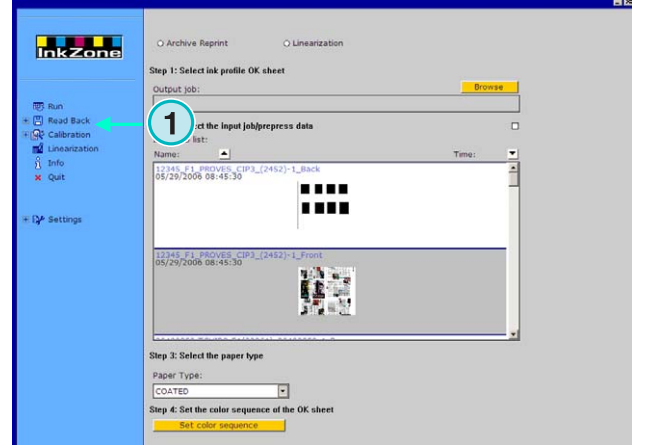 InkZone
Archive Reprint Linearization
Step 1: Select ink profile OK sheet
Output job: Browse
Run
Read Back
Calibration
Linearization
Info
Quit
Settings
1
ct the input job/prepress data
list:
Name: Time:
12345_F1_PROVES_CIP3_(2452)-1_Back
05/29/2006 08:45:30
12345_F1_PROVES_CIP3_(2452)-1_Front
05/29/2006 08:45:30
Step 3: Select the paper type
Paper Type:
COATED
Step 4: Set the color sequence of the OK sheet
Set color sequence